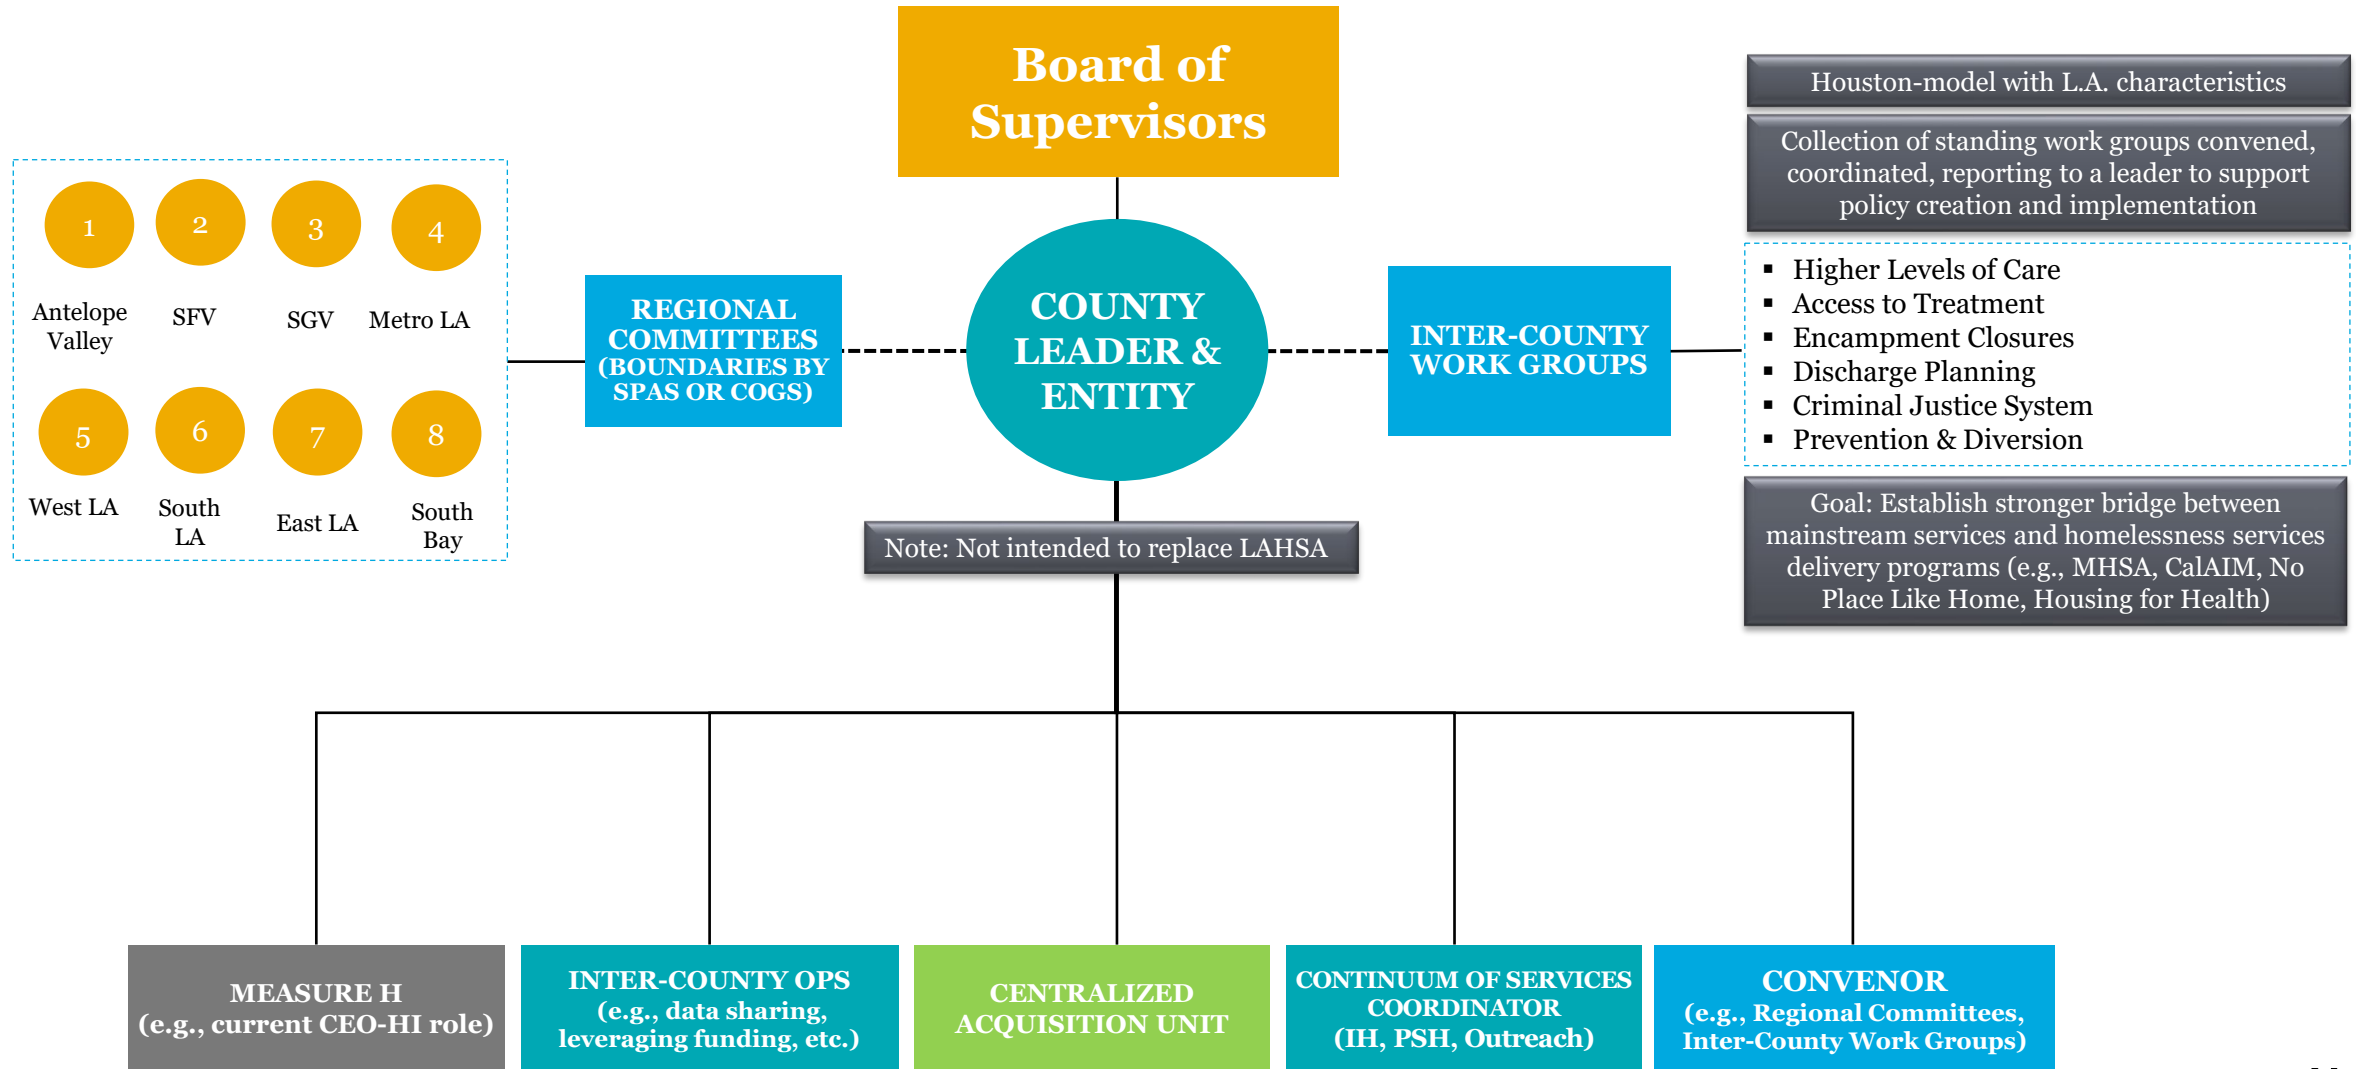 Board of
Supervisors
Houston-model with L.A. characteristics
Collection of standing work groups convened,
coordinated, reporting to a leader to support
policy creation and implementation
1
2
3
4
Antelope
Valley
SFV
SGV
Metro LA
5
6
7
8
West LA
South
LA
East LA
South
Bay
REGIONAL
COMMITTEES
(BOUNDARIES BY
SPAS OR COGS)
COUNTY
LEADER &
ENTITY
INTER-COUNTY
WORK GROUPS
▪ Higher Levels of Care
▪ Access to Treatment
▪ Encampment Closures
▪ Discharge Planning
▪ Criminal Justice System
▪ Prevention & Diversion
Goal: Establish stronger bridge between
mainstream services and homelessness services
delivery programs (e.g., MHSA, CalAIM, No
Place Like Home, Housing for Health)
Note: Not intended to replace LAHSA
MEASURE H
(e.g., current CEO-HI role)
INTER-COUNTY OPS
(e.g., data sharing,
leveraging funding, etc.)
CENTRALIZED
ACQUISITION UNIT
CONTINUUM OF SERVICES
COORDINATOR
(IH, PSH, Outreach)
CONVENOR
(e.g., Regional Committees,
Inter-County Work Groups)